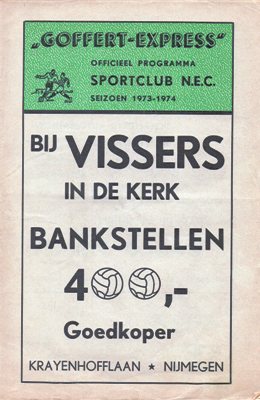 „GOFFERT-EXPRESS"
OFFICIEEL PROGRAMMA
SPORTCLUB N.E.C.
SEIZOEN 1973-1974
BIJ VISSERS
IN DE KERK
BANKSTELLEN
400,-
Goedkoper
KRAYENHOFFLAAN ★ NIJMEGEN